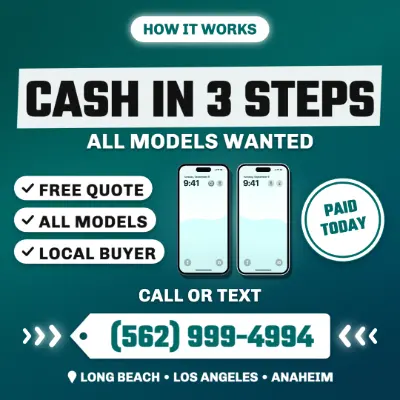 HOW IT WORKS
CASH IN 3 STEPS
ALL MODELS WANTED
FREE QUOTE
ALL MODELS
LOCAL BUYER
9:41
9:41
PAID
TODAY
CALL OR TEXT
(562) 999-4994
LONG BEACH • LOS ANGELES • ANAHEIM